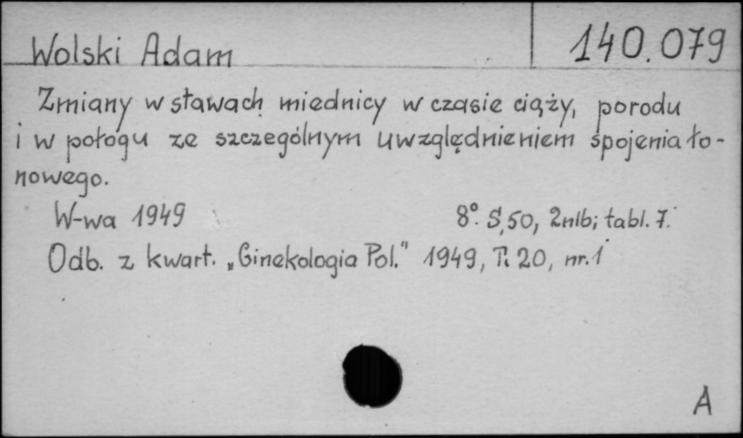 Wolski Adam 140.079
Zmiany w stawach miednicy w czasie ciąży, porodu
i w połogu ze szczególnym uwzględnieniem spojenia ło-
nowego.
W-wa 1949 8° S,50, 2nlb; tabl. 7.
Odb. z kwart. „Ginekologia Pol." 1949, T. 20, nr. 1
A